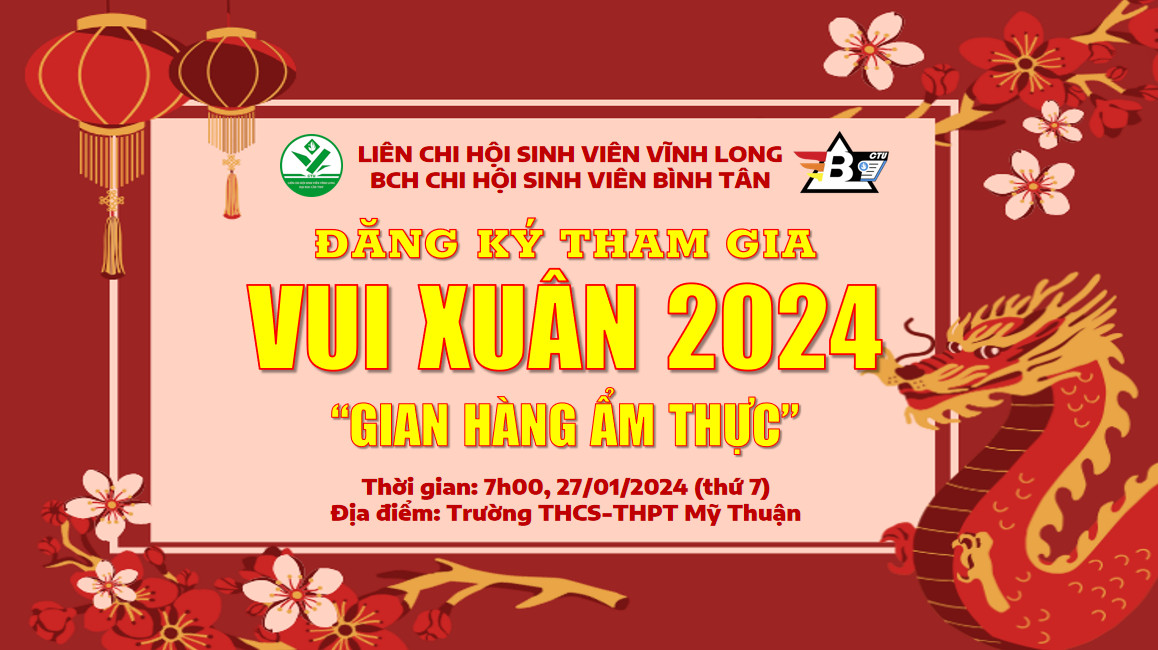 LIÊN CHI HỘI SINH VIÊN VĨNH LONG
BCH CHI HỘI SINH VIÊN BÌNH TÂN
B
CTU
ĐĂNG KÝ THAM GIA
VUI XUÂN 2024
“GIAN HÀNG ẨM THỰC”
Thời gian: 7h00, 27/01/2024 (thứ 7)
Địa điểm: Trường THCS-THPT Mỹ Thuận